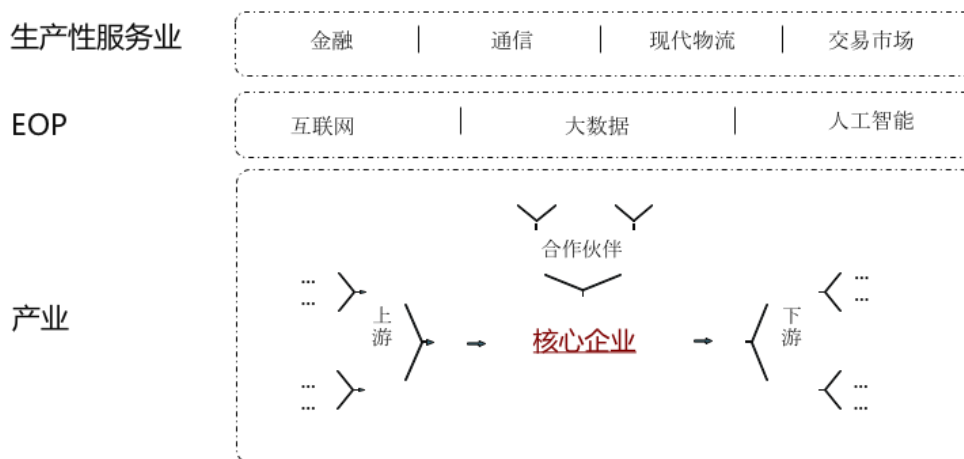 生产性服务业
金融 | 通信 | 现代物流 | 交易市场
EOP
互联网 | 大数据 | 人工智能
产业
合作伙伴
...
...
上游
核心企业
下游
...
...
...
...
...
...